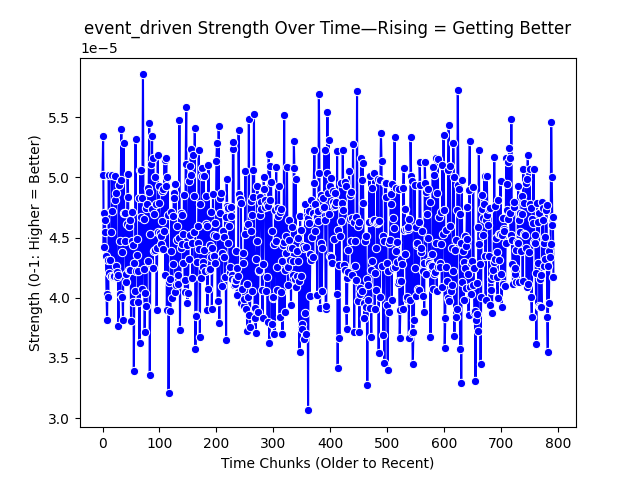 event_driven Strength Over Time—Rising = Getting Better
1e−5
5.5
5.0
4.5
4.0
3.5
3.0
Strength (0-1: Higher = Better)
0 100 200 300 400 500 600 700 800
Time Chunks (Older to Recent)